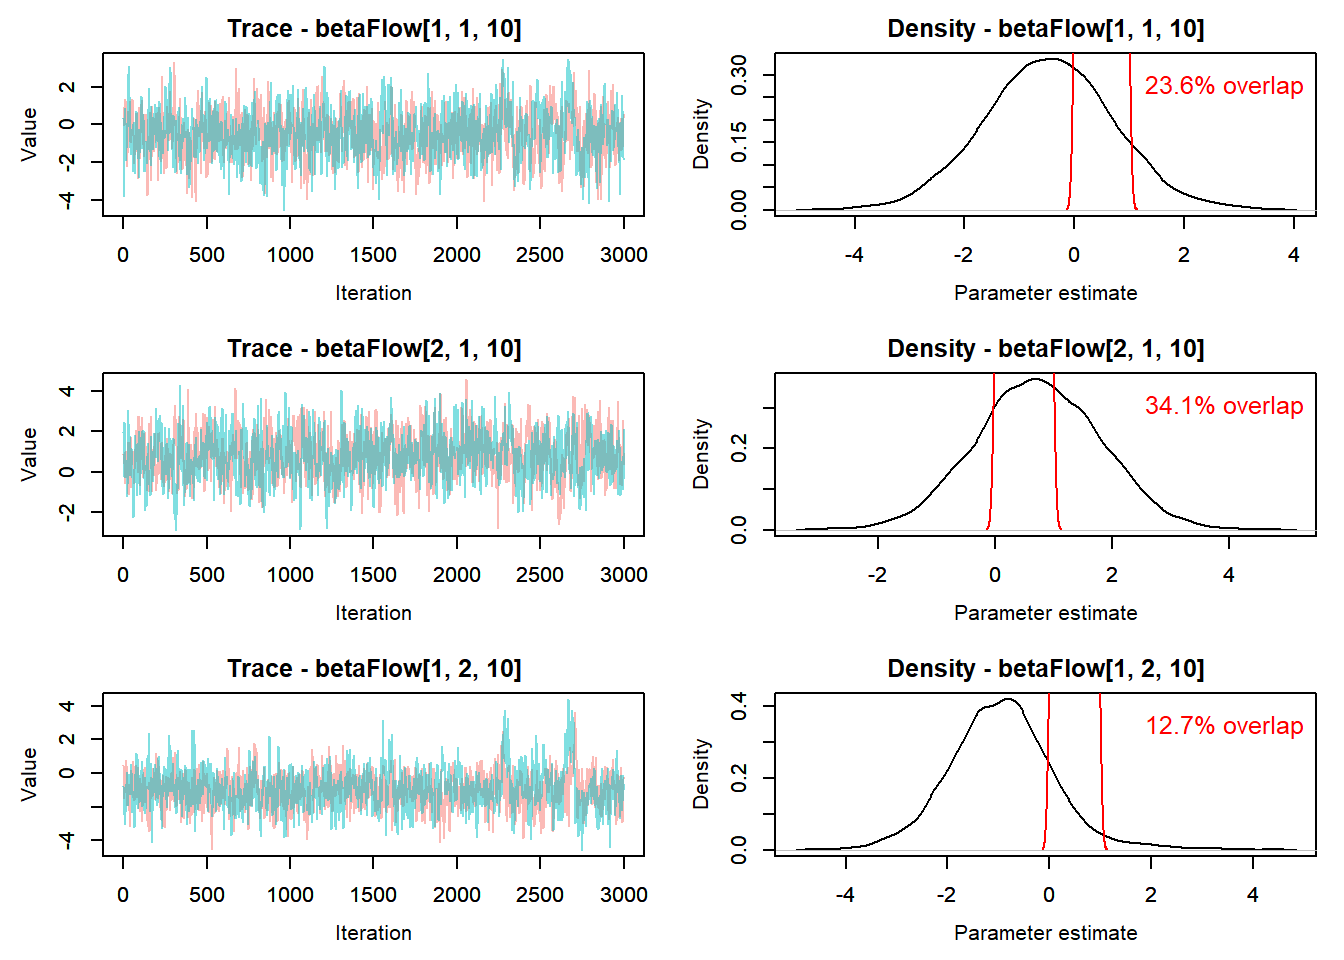 Trace - betaFlow[1, 1, 10]
Value
2
0
-2
-4
0 500 1000 1500 2000 2500 3000
Iteration
Density - betaFlow[1, 1, 10]
Density
0.30
0.15
0.00
23.6% overlap
-4 -2 0 2 4
Parameter estimate
Trace - betaFlow[2, 1, 10]
Value
4
2
0
-2
0 500 1000 1500 2000 2500 3000
Iteration
Density - betaFlow[2, 1, 10]
Density
0.2
0.0
34.1% overlap
-2 0 2 4
Parameter estimate
Trace - betaFlow[1, 2, 10]
Value
4
2
0
-4
0 500 1000 1500 2000 2500 3000
Iteration
Density - betaFlow[1, 2, 10]
Density
0.4
0.2
0.0
12.7% overlap
-4 -2 0 2 4
Parameter estimate